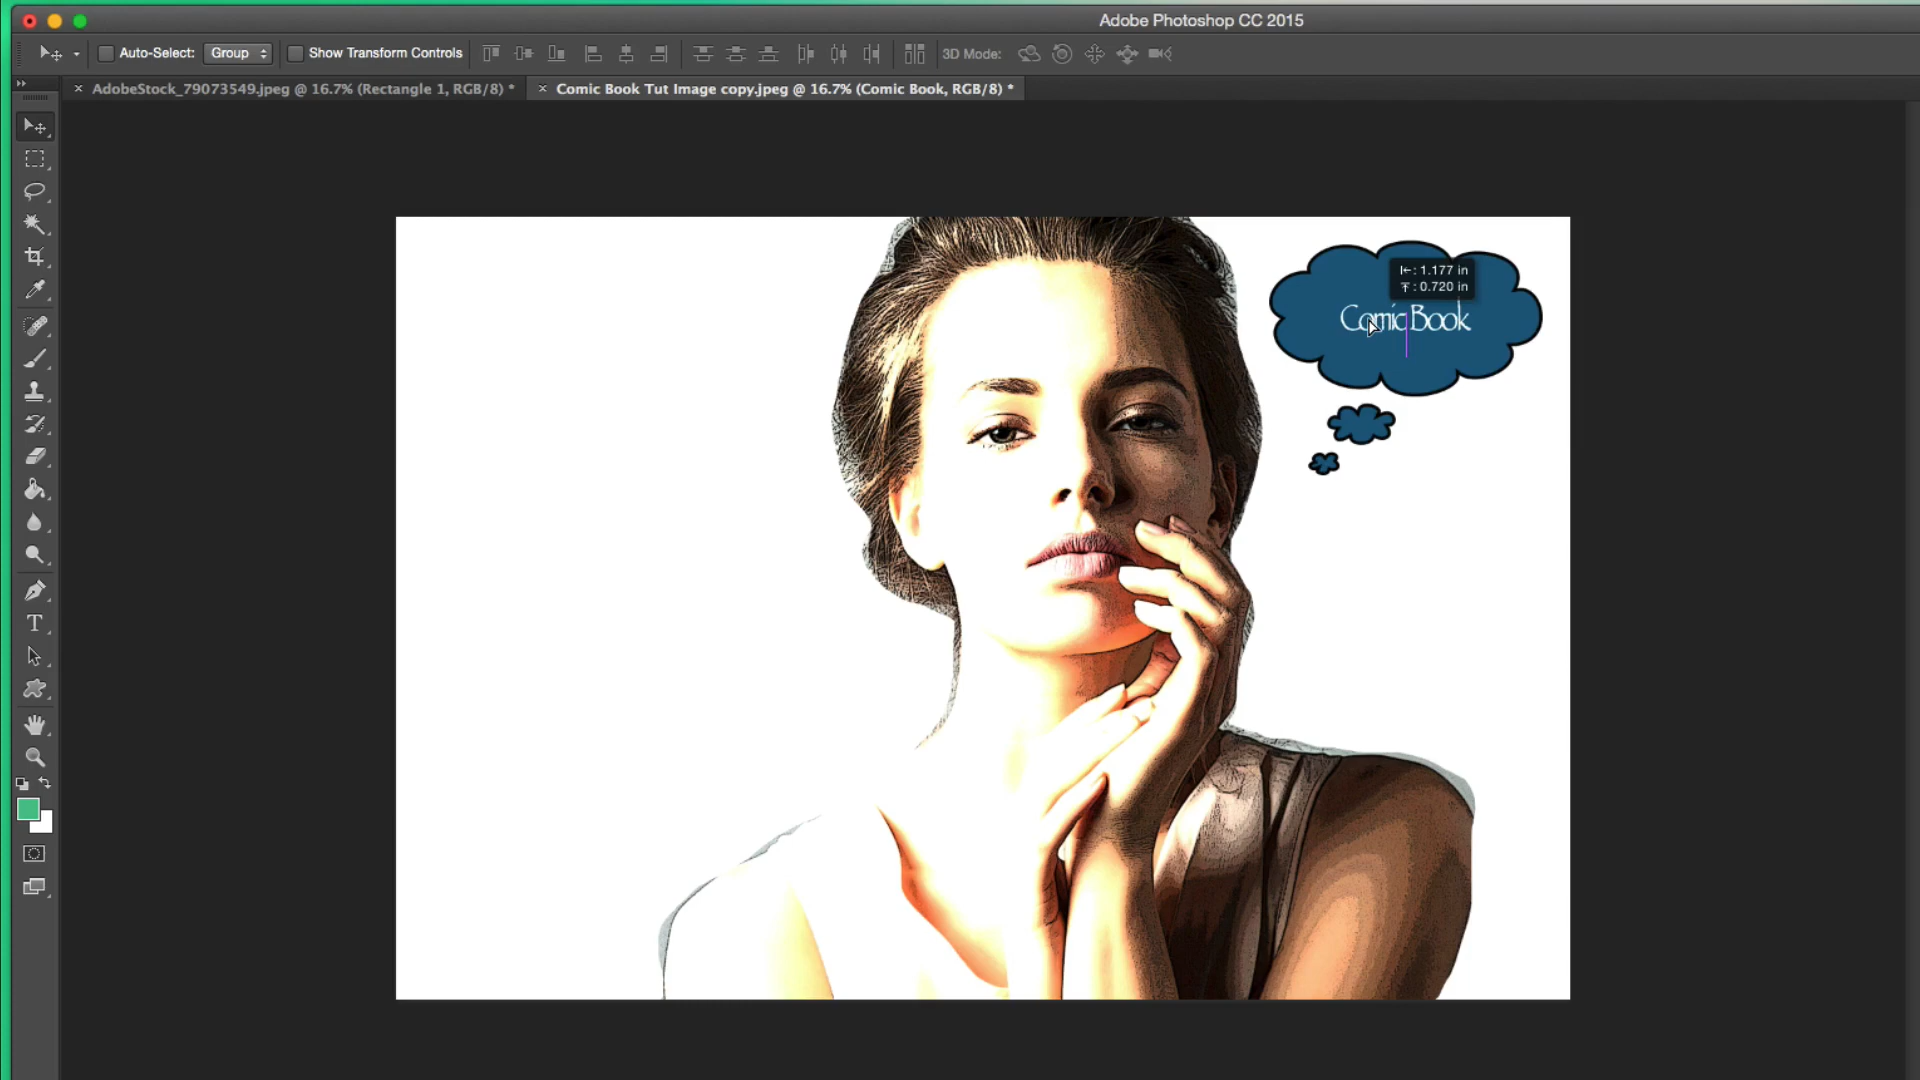 Adobe Photoshop CC 2015
Auto-Select: Group Show Transform Controls 3D Mode:
× AdobeStock_79073549.jpeg @ 16.7% (Rectangle 1, RGB/8) * × Comic Book Tut Image copy.jpeg @ 16.7% (Comic Book, RGB/8) *
: 1.177 in
: 0.720 in
Comic Book
T